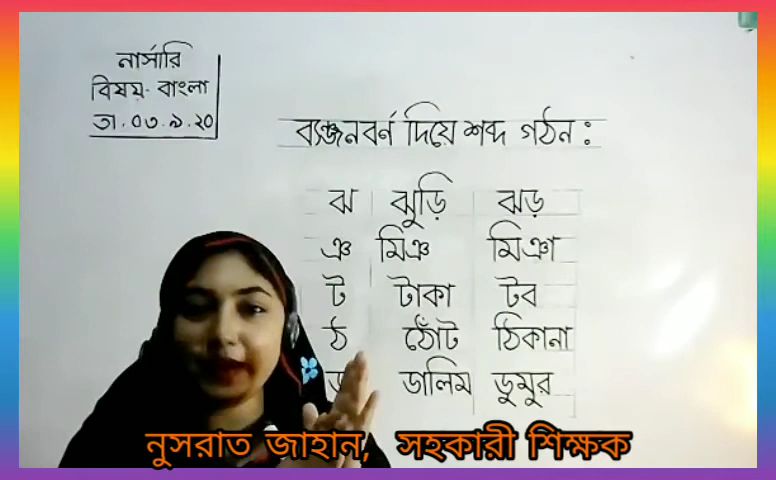 নার্সারি
বিষয়- বাংলা
তা. ০৩.৯.২০
ব্যঞ্জনবর্ন দিয়ে শব্দ গঠন :
ঝ ঝুড়ি ঝড়
ঞ মিঞ মিঞা
ট টাকা টব
ঠ ঠোঁট ঠিকানা
ড ডালিম ডুমুর
নুসরাত জাহান, সহকারী শিক্ষক